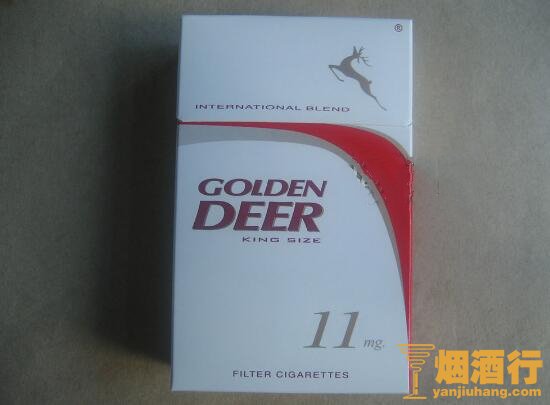 ®
INTERNATIONAL BLEND
GOLDEN
DEER
KING SIZE
11 mg.
FILTER CIGARETTES
烟酒行
yanjiuhang.com